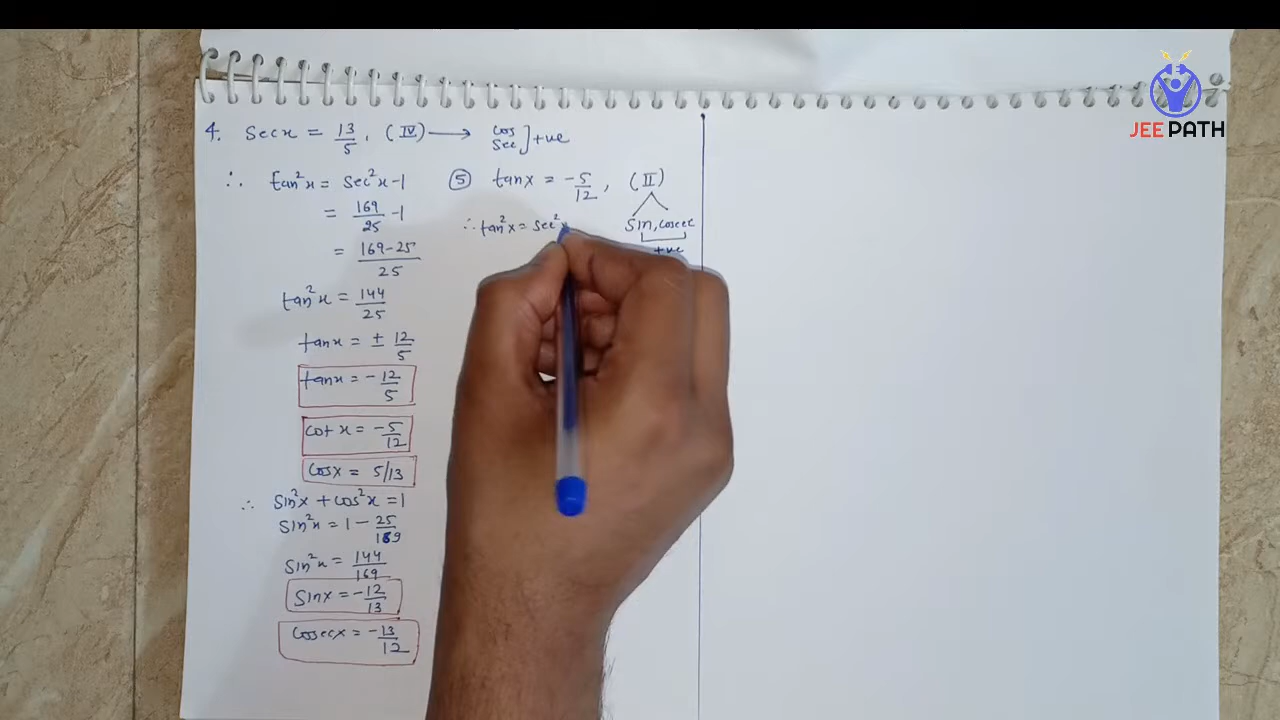 4. secx = 13/5, (IV) → cos sec ] +ve
∴ tan²x = sec²x-1
= 169/25 -1
= 169-25/25
tan²x = 144/25
tanx = ± 12/5
tanx = - 12/5
cot x = - 5/12
cosx = 5/13
∴ sin²x + cos²x = 1
sin²x = 1 - 25/169
sin²x = 144/169
sinx = - 12/13
cosecx = - 13/12
⑤ tanx = - 5/12, (II)
sin, cosec
+ve
∴ tan²x = sec²x
JEE PATH